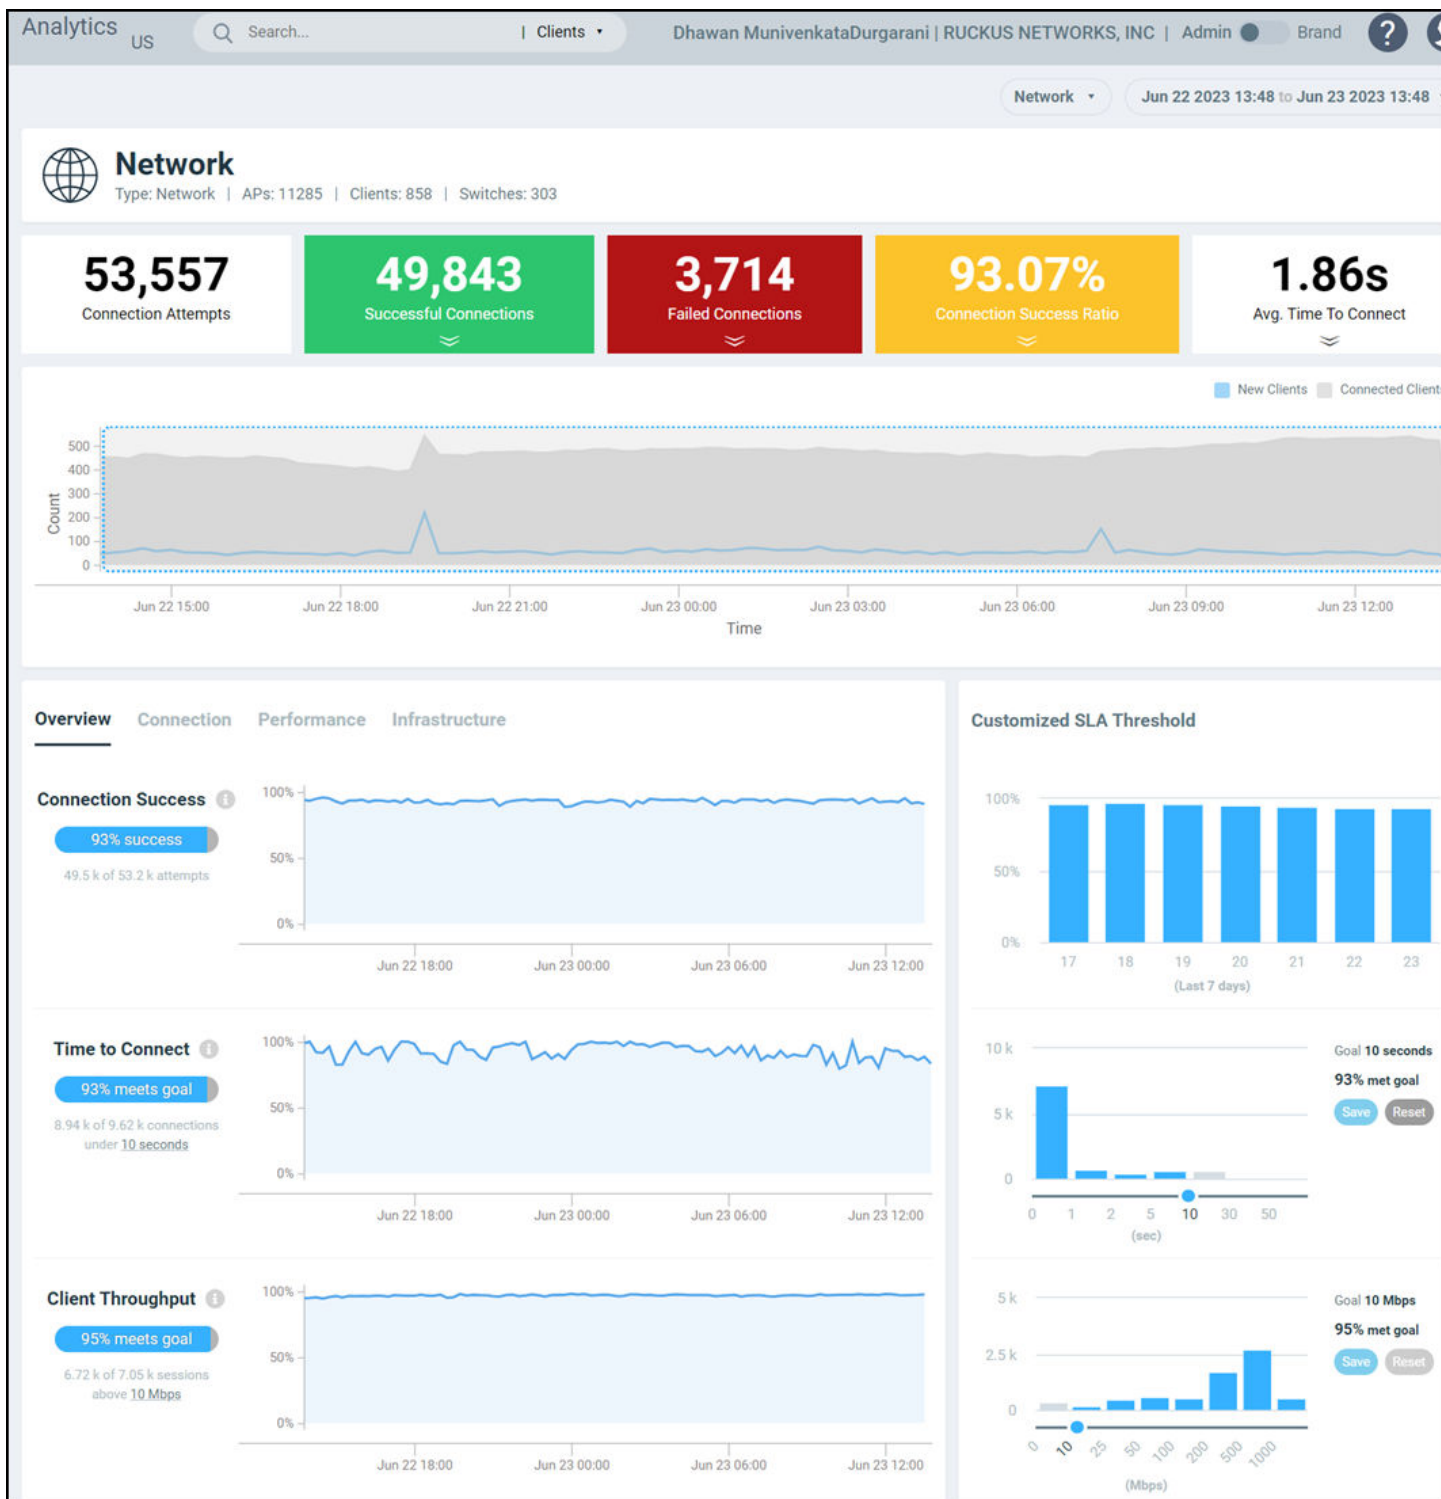 Analytics US
Search... | Clients
Dhawan MunivenkataDurgarani | RUCKUS NETWORKS, INC | Admin Brand ?
Network Jun 22 2023 13:48 to Jun 23 2023 13:48
Network
Type: Network | APs: 11285 | Clients: 858 | Switches: 303
53,557
Connection Attempts
49,843
Successful Connections
3,714
Failed Connections
93.07%
Connection Success Ratio
1.86s
Avg. Time To Connect
New Clients Connected Clients
500
400
300
200
100
0
Count
Jun 22 15:00 Jun 22 18:00 Jun 22 21:00 Jun 23 00:00 Jun 23 03:00 Jun 23 06:00 Jun 23 09:00 Jun 23 12:00
Time
Overview Connection Performance Infrastructure
Connection Success
93% success
49.5 k of 53.2 k attempts
100%
50%
0%
Jun 22 18:00 Jun 23 00:00 Jun 23 06:00 Jun 23 12:00
Time to Connect
93% meets goal
8.94 k of 9.62 k connections
under 10 seconds
100%
50%
0%
Jun 22 18:00 Jun 23 00:00 Jun 23 06:00 Jun 23 12:00
Client Throughput
95% meets goal
6.72 k of 7.05 k sessions
above 10 Mbps
100%
50%
0%
Jun 22 18:00 Jun 23 00:00 Jun 23 06:00 Jun 23 12:00
Customized SLA Threshold
100%
50%
0%
17 18 19 20 21 22 23
(Last 7 days)
10 k
5 k
0
0 1 2 5 10 30 50
(sec)
Goal 10 seconds
93% met goal
Save Reset
5 k
2.5 k
0
0 10 25 50 100 200 500 1000
(Mbps)
Goal 10 Mbps
95% met goal
Save Reset